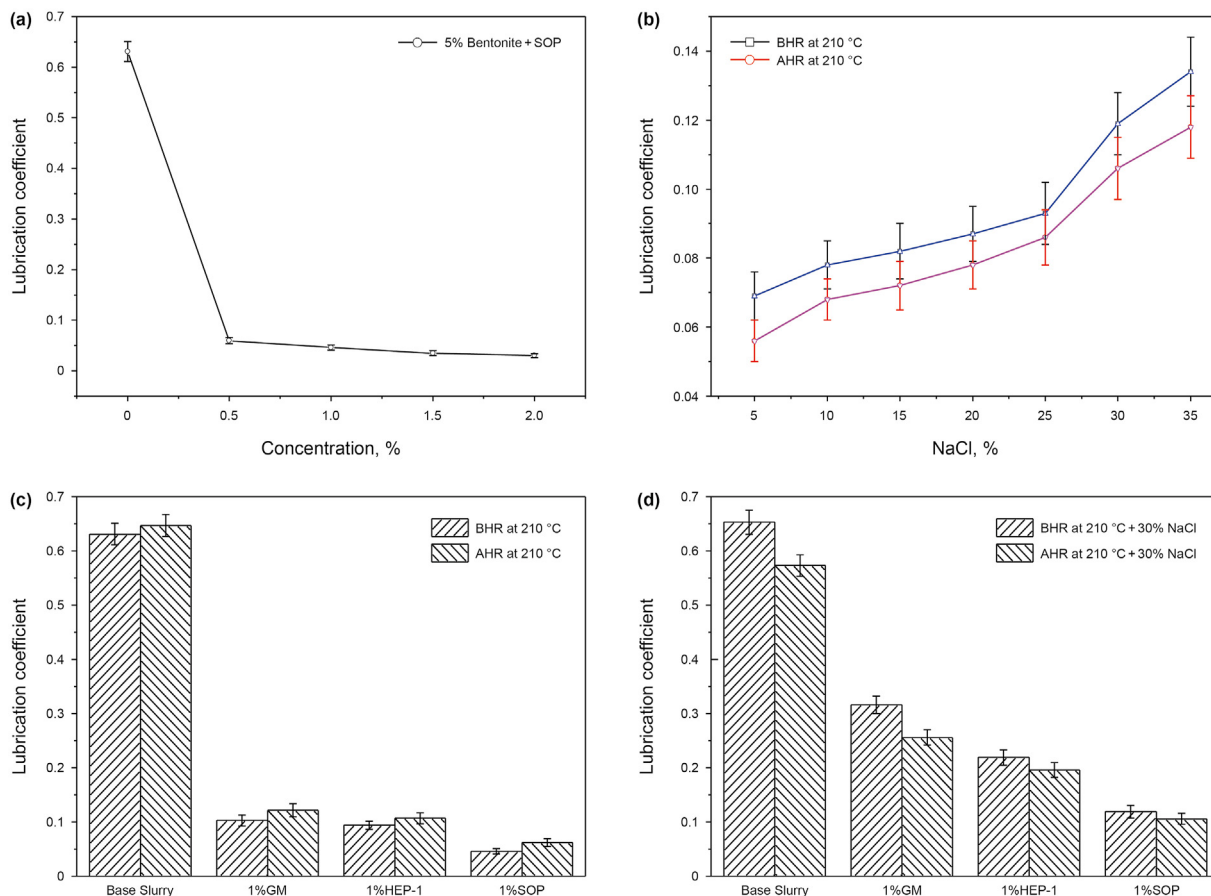 (a)
0.7
0.6
0.5
0.4
0.3
0.2
0.1
0
Lubrication coefficient
5% Bentonite + SOP
0 0.5 1.0 1.5 2.0
Concentration, %
(b)
0.14
0.12
0.10
0.08
0.06
0.04
Lubrication coefficient
BHR at 210 °C
AHR at 210 °C
5 10 15 20 25 30 35
NaCl, %
(c)
0.7
0.6
0.5
0.4
0.3
0.2
0.1
0
Lubrication coefficient
BHR at 210 °C
AHR at 210 °C
Base Slurry 1%GM 1%HEP-1 1%SOP
(d)
0.7
0.6
0.5
0.4
0.3
0.2
0.1
0
Lubrication coefficient
BHR at 210 °C + 30% NaCl
AHR at 210 °C + 30% NaCl
Base Slurry 1%GM 1%HEP-1 1%SOP